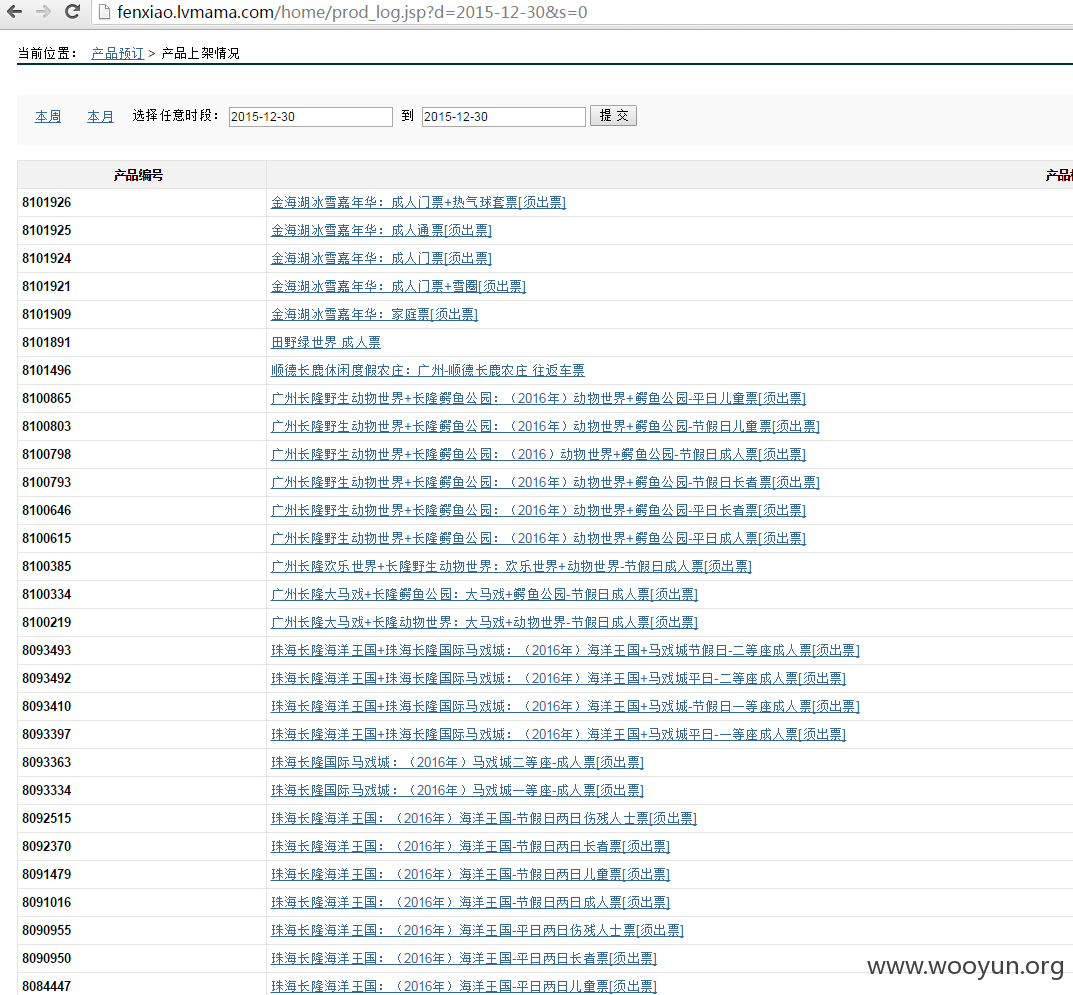 fenxiao.lvmama.com/home/prod_log.jsp?d=2015-12-30&s=0
当前位置： 产品预订 > 产品上架情况
本周 本月 选择任意时段： 2015-12-30 到 2015-12-30 提 交
产品编号 产品
8101926 金海湖冰雪嘉年华：成人门票+热气球套票[须出票]
8101925 金海湖冰雪嘉年华：成人通票[须出票]
8101924 金海湖冰雪嘉年华：成人门票[须出票]
8101921 金海湖冰雪嘉年华：成人门票+雪圈[须出票]
8101909 金海湖冰雪嘉年华：家庭票[须出票]
8101891 田野绿世界 成人票
8101496 顺德长鹿休闲度假农庄：广州-顺德长鹿农庄 往返车票
8100865 广州长隆野生动物世界+长隆鳄鱼公园：（2016年）动物世界+鳄鱼公园-平日儿童票[须出票]
8100803 广州长隆野生动物世界+长隆鳄鱼公园：（2016年）动物世界+鳄鱼公园-节假日儿童票[须出票]
8100798 广州长隆野生动物世界+长隆鳄鱼公园：（2016）动物世界+鳄鱼公园-节假日成人票[须出票]
8100793 广州长隆野生动物世界+长隆鳄鱼公园：（2016年）动物世界+鳄鱼公园-节假日长者票[须出票]
8100646 广州长隆野生动物世界+长隆鳄鱼公园：（2016年）动物世界+鳄鱼公园-平日长者票[须出票]
8100615 广州长隆野生动物世界+长隆鳄鱼公园：（2016年）动物世界+鳄鱼公园-平日成人票[须出票]
8100385 广州长隆欢乐世界+长隆野生动物世界：欢乐世界+动物世界-节假日成人票[须出票]
8100334 广州长隆大马戏+长隆鳄鱼公园：大马戏+鳄鱼公园-节假日成人票[须出票]
8100219 广州长隆大马戏+长隆动物世界：大马戏+动物世界-节假日成人票[须出票]
8093493 珠海长隆海洋王国+珠海长隆国际马戏城：（2016年）海洋王国+马戏城节假日-二等座成人票[须出票]
8093492 珠海长隆海洋王国+珠海长隆国际马戏城：（2016年）海洋王国+马戏城平日-二等座成人票[须出票]
8093410 珠海长隆海洋王国+珠海长隆国际马戏城：（2016年）海洋王国+马戏城-节假日一等座成人票[须出票]
8093397 珠海长隆海洋王国+珠海长隆国际马戏城：（2016年）海洋王国+马戏城平日-一等座成人票[须出票]
8093363 珠海长隆国际马戏城：（2016年）马戏城二等座-成人票[须出票]
8093334 珠海长隆国际马戏城：（2016年）马戏城一等座-成人票[须出票]
8092515 珠海长隆海洋王国：（2016年）海洋王国-节假日两日伤残人士票[须出票]
8092370 珠海长隆海洋王国：（2016年）海洋王国-节假日两日长者票[须出票]
8091479 珠海长隆海洋王国：（2016年）海洋王国-节假日两日儿童票[须出票]
8091016 珠海长隆海洋王国：（2016年）海洋王国-节假日两日成人票[须出票]
8090955 珠海长隆海洋王国：（2016年）海洋王国-平日两日伤残人士票[须出票]
8090950 珠海长隆海洋王国：（2016年）海洋王国-平日两日长者票[须出票]
8084447 珠海长隆海洋王国：（2016年）海洋王国-平日两日儿童票[须出票]
www.wooyun.org